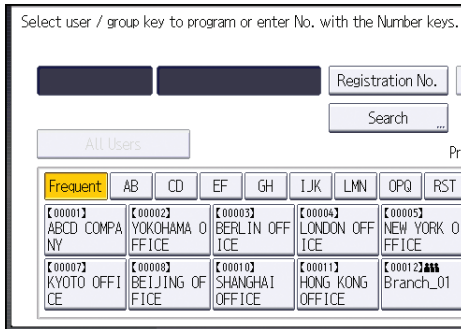 Select user / group key to program or enter No. with the Number keys.
Registration No.
Search ...
All Users
Pr
Frequent AB CD EF GH IJK LMN OPQ RST
【00001】 【00002】 【00003】 【00004】 【00005】
ABCD COMPA YOKOHAMA O BERLIN OFF LONDON OFF NEW YORK O
NY FFICE ICE ICE FFICE
【00007】 【00008】 【00010】 【00011】 【00012】
KYOTO OFFI BEIJING OF SHANGHAI HONG KONG Branch_01
CE FICE OFFICE OFFICE